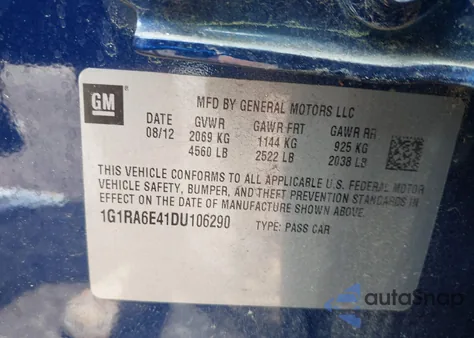 GM
MFD BY GENERAL MOTORS LLC
DATE GVWR GAWR FRT GAWR RR
08/12 2069 KG 1144 KG 925 KG
4560 LB 2522 LB 2038 LB
THIS VEHICLE CONFORMS TO ALL APPLICABLE U.S. FEDERAL MOTOR
VEHICLE SAFETY, BUMPER, AND THEFT PREVENTION STANDARDS IN
EFFECT ON THE DATE OF MANUFACTURE SHOWN ABOVE.
1G1RA6E41DU106290 TYPE: PASS CAR
autoSnap